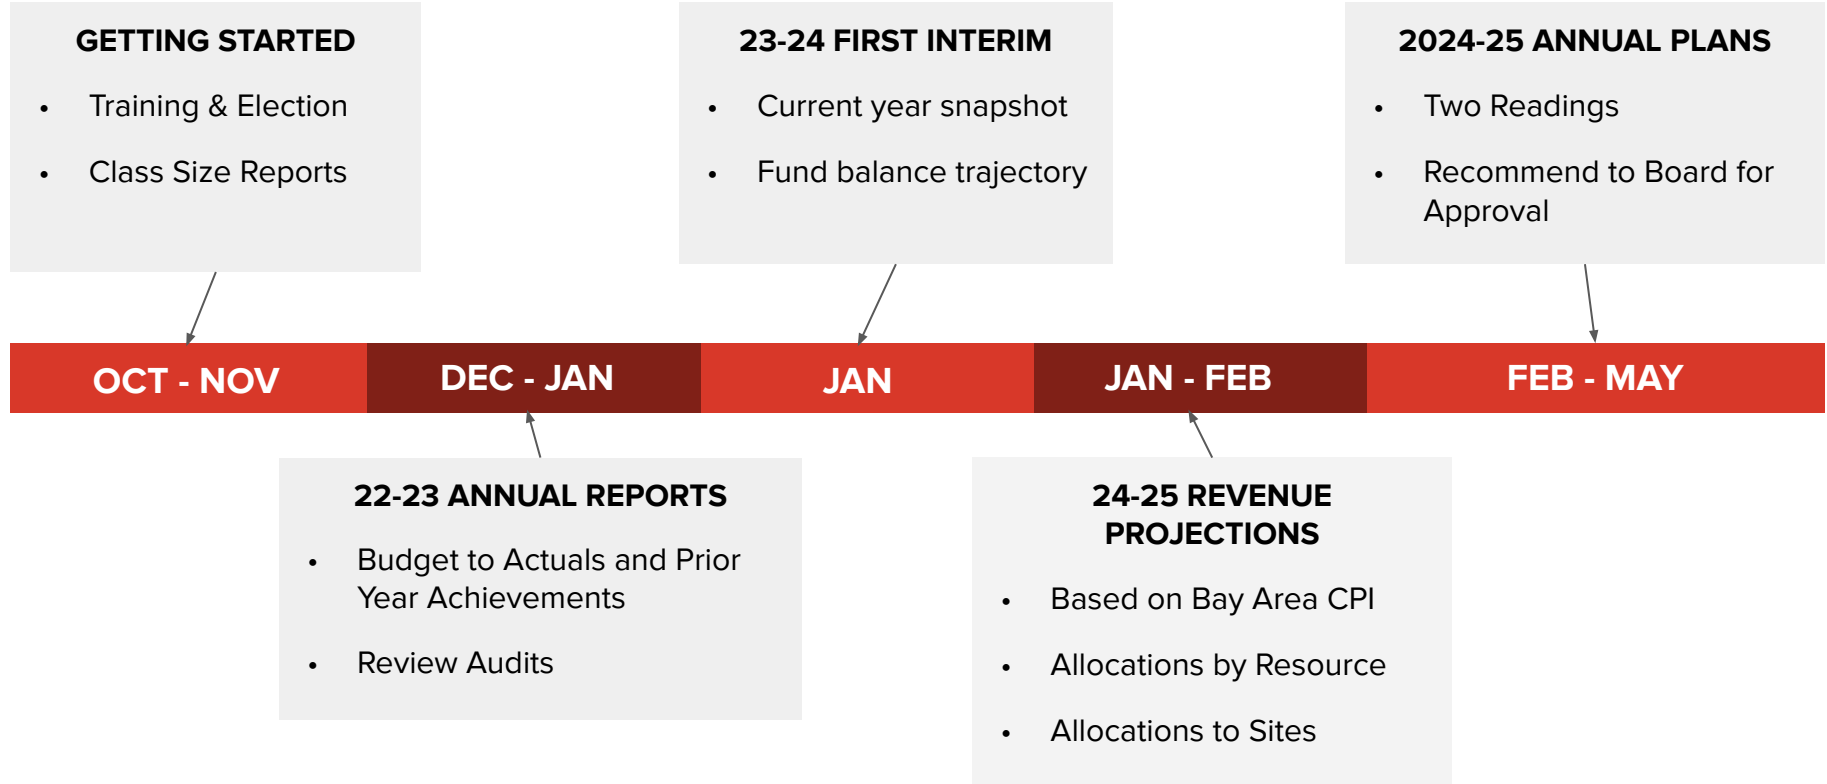 GETTING STARTED
• Training & Election
• Class Size Reports
23-24 FIRST INTERIM
• Current year snapshot
• Fund balance trajectory
2024-25 ANNUAL PLANS
• Two Readings
• Recommend to Board for
Approval
OCT - NOV
DEC - JAN
JAN
JAN - FEB
FEB - MAY
22-23 ANNUAL REPORTS
• Budget to Actuals and Prior
Year Achievements
• Review Audits
24-25 REVENUE
PROJECTIONS
• Based on Bay Area CPI
• Allocations by Resource
• Allocations to Sites